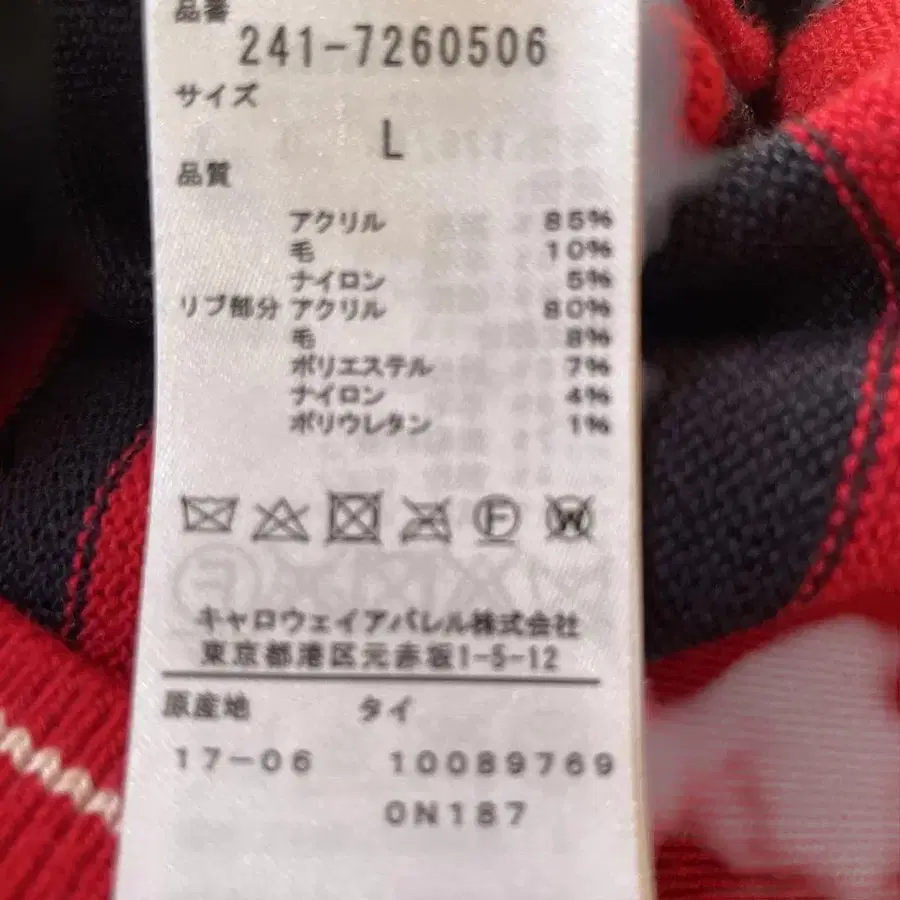 品番
241-7260506
サイズ
L
品質
アクリル 85%
毛 10%
ナイロン 5%
リブ部分 アクリル 80%
毛 8%
ポリエステル 7%
ナイロン 4%
ポリウレタン 1%
F W
キャロウェイアパレル株式会社
東京都港区元赤坂1-5-12
原産地 タイ
17-06 10089769
0N187